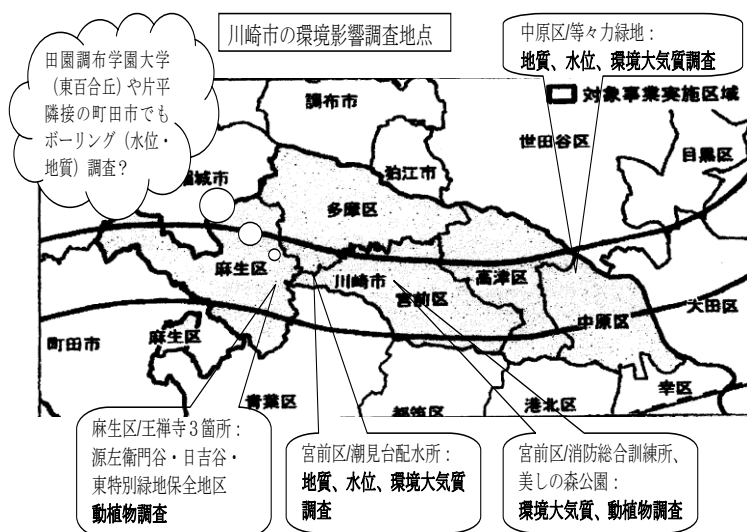 川崎市の環境影響調査地点
田園調布学園大学
（東百合丘）や片平
隣接の町田市でも
ボーリング（水位・
地質）調査？
中原区/等々力緑地：
地質、水位、環境大気質調査
対象事業実施区域
調布市
世田谷区
目黒区
狛江市
稲城市
多摩区
麻生区
川崎市
高津区
宮前区
中原区
大田区
町田市
麻生区
青葉区
都筑区
港北区
幸区
麻生区/王禅寺３箇所：
源左衛門谷・日吉谷・
東特別緑地保全地区
動植物調査
宮前区/潮見台配水所：
地質、水位、環境大気質
調査
宮前区/消防総合訓練所、
美しの森公園：
環境大気質、動植物調査